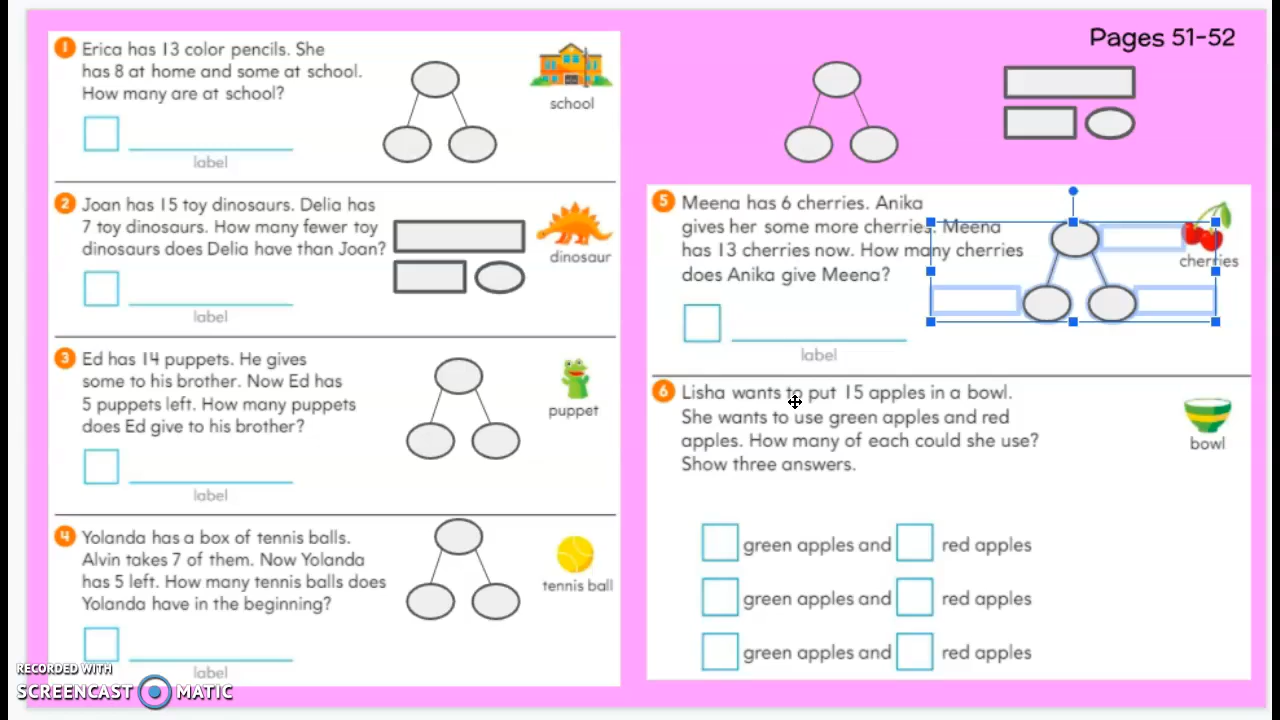 Pages 51-52
1 Erica has 13 color pencils. She
has 8 at home and some at school.
How many are at school?
school
label
2 Joan has 15 toy dinosaurs. Delia has
7 toy dinosaurs. How many fewer toy
dinosaurs does Delia have than Joan?
dinosaur
label
3 Ed has 14 puppets. He gives
some to his brother. Now Ed has
5 puppets left. How many puppets
does Ed give to his brother?
puppet
label
4 Yolanda has a box of tennis balls.
Alvin takes 7 of them. Now Yolanda
has 5 left. How many tennis balls does
Yolanda have in the beginning?
tennis ball
label
5 Meena has 6 cherries. Anika
gives her some more cherries. Meena
has 13 cherries now. How many cherries
does Anika give Meena?
cherries
label
6 Lisha wants to put 15 apples in a bowl.
She wants to use green apples and red
apples. How many of each could she use?
Show three answers.
bowl
green apples and red apples
green apples and red apples
green apples and red apples
RECORDED WITH
SCREENCAST MATIC